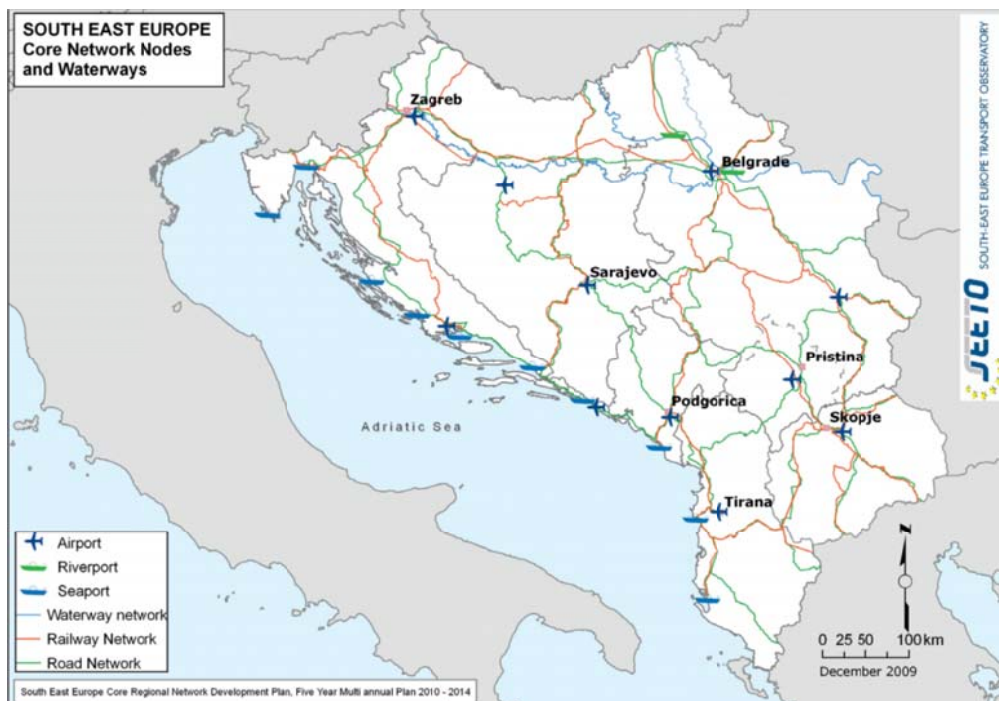 SOUTH EAST EUROPE
Core Network Nodes
and Waterways
Zagreb
Belgrade
Sarajevo
Pristina
Podgorica
Skopje
Adriatic Sea
Tirana
Airport
Riverport
Seaport
Waterway network
Railway Network
Road Network
N
0 25 50 100 km
December 2009
South East Europe Core Regional Network Development Plan, Five Year Multi annual Plan 2010 - 2014
SEETO
SOUTH-EAST EUROPE TRANSPORT OBSERVATORY